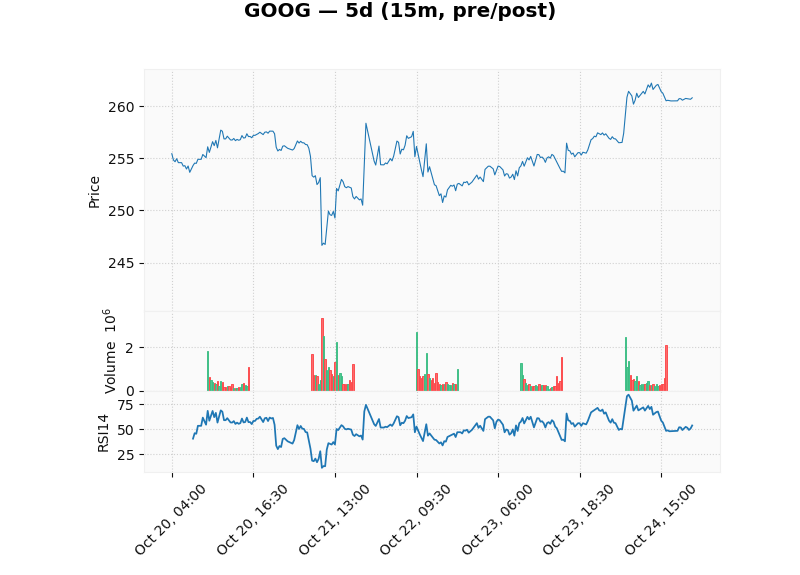 GOOG — 5d (15m, pre/post)
Price
260
255
250
245
Volume 10⁶
2
0
RSI14
75
50
25
Oct 20, 04:00
Oct 20, 16:30
Oct 21, 13:00
Oct 22, 09:30
Oct 23, 06:00
Oct 23, 18:30
Oct 24, 15:00